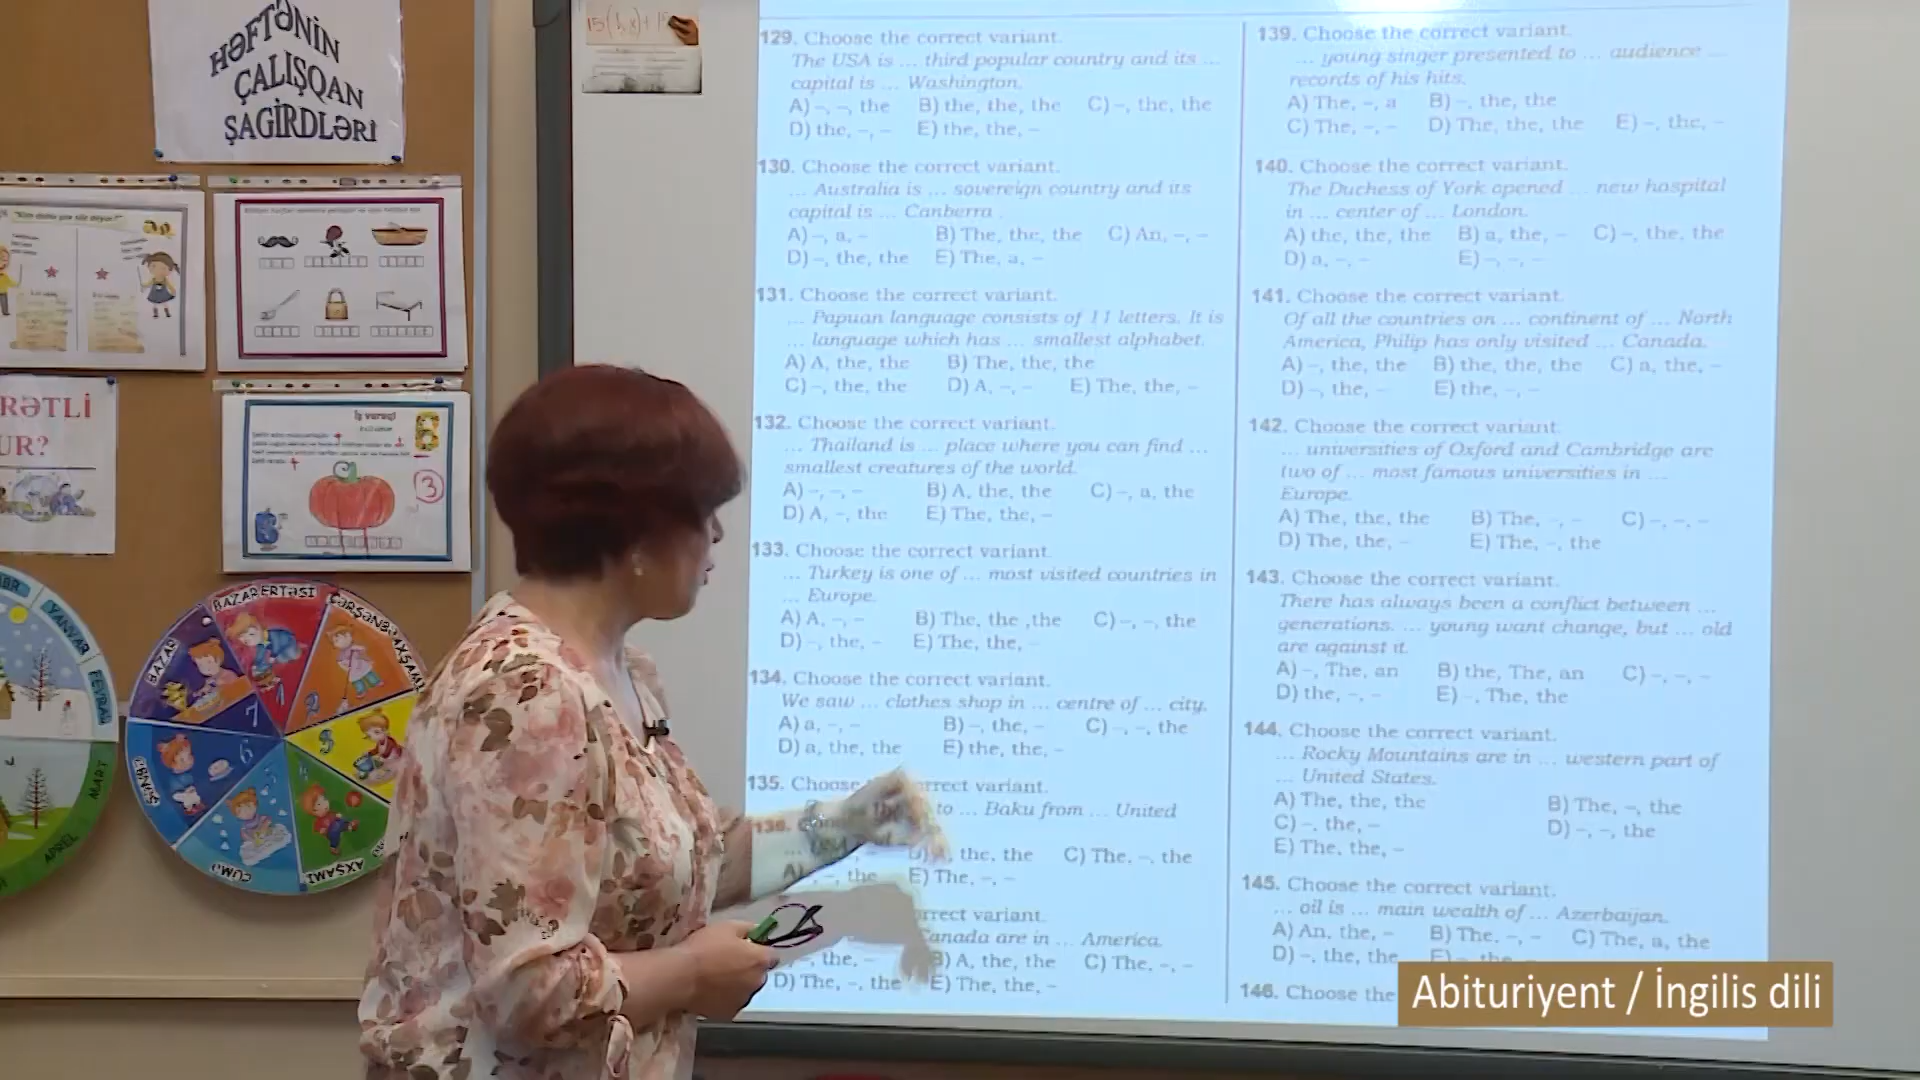 HƏFTƏNİN
ÇALIŞQAN
ŞAGİRDLƏRİ
RƏTLİ
UR?
BAZAR ERTƏSİ
BAZAR
CÜMƏ
YANVAR
FEVRAL
MART
APREL
129. Choose the correct variant.
The USA is ... third popular country and its ...
capital is ... Washington.
A) –, –, the B) the, the, the C) –, the, the
D) the, –, – E) the, the, –
130. Choose the correct variant.
... Australia is ... sovereign country and its
capital is ... Canberra .
A) –, a, – B) The, the, the C) An, –, –
D) –, the, the E) The, a, –
131. Choose the correct variant.
... Papuan language consists of 11 letters. It is
... language which has ... smallest alphabet.
A) A, the, the B) The, the, the
C) –, the, the D) A, –, – E) The, the, –
132. Choose the correct variant.
... Thailand is ... place where you can find ...
smallest creatures of the world.
A) –, –, – B) A, the, the C) –, a, the
D) A, –, the E) The, the, –
133. Choose the correct variant.
... Turkey is one of ... most visited countries in
... Europe.
A) A, –, – B) The, the ,the C) –, –, the
D) –, the, – E) The, the, –
134. Choose the correct variant.
We saw ... clothes shop in ... centre of ... city.
A) a, –, – B) –, the, – C) –, –, the
D) a, the, the E) the, the, –
135. Choose correct variant.
to ... Baku from ... United
136.
the, the C) The, –, the
–, the E) The, –, –
rrect variant.
anada are in ... America.
–, the, – B) A, the, the C) The, –, –
D) The, –, the E) The, the, –
139. Choose the correct variant.
... young singer presented to ... audience ...
records of his hits.
A) The, –, a B) –, the, the
C) The, –, – D) The, the, the E) –, the, –
140. Choose the correct variant.
The Duchess of York opened ... new hospital
in ... center of ... London.
A) the, the, the B) a, the, – C) –, the, the
D) a, –, – E) –, –, –
141. Choose the correct variant.
Of all the countries on ... continent of ... North
America, Philip has only visited ... Canada.
A) –, the, the B) the, the, the C) a, the, –
D) –, the, – E) the, –, –
142. Choose the correct variant.
... universities of Oxford and Cambridge are
two of ... most famous universities in ...
Europe.
A) The, the, the B) The, –, – C) –, –, –
D) The, the, – E) The, –, the
143. Choose the correct variant.
There has always been a conflict between ...
generations. ... young want change, but ... old
are against it.
A) –, The, an B) the, The, an C) –, –, –
D) the, –, – E) –, The, the
144. Choose the correct variant.
... Rocky Mountains are in ... western part of
... United States.
A) The, the, the B) The, –, the
C) –, the, – D) –, –, the
E) The, the, –
145. Choose the correct variant.
... oil is ... main wealth of ... Azerbaijan.
A) An, the, – B) The, –, – C) The, a, the
D) –, the, the E) –, the, –
146. Choose the
Abituriyent / İngilis dili